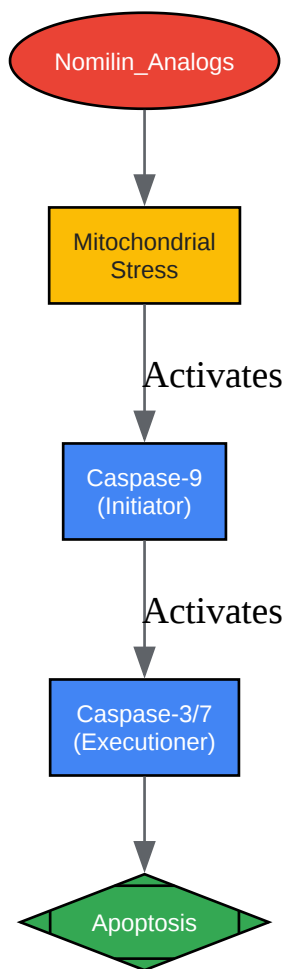 Nomilin_Analogs
Mitochondrial
Stress
Activates
Caspase-9
(Initiator)
Activates
Caspase-3/7
(Executioner)
Apoptosis